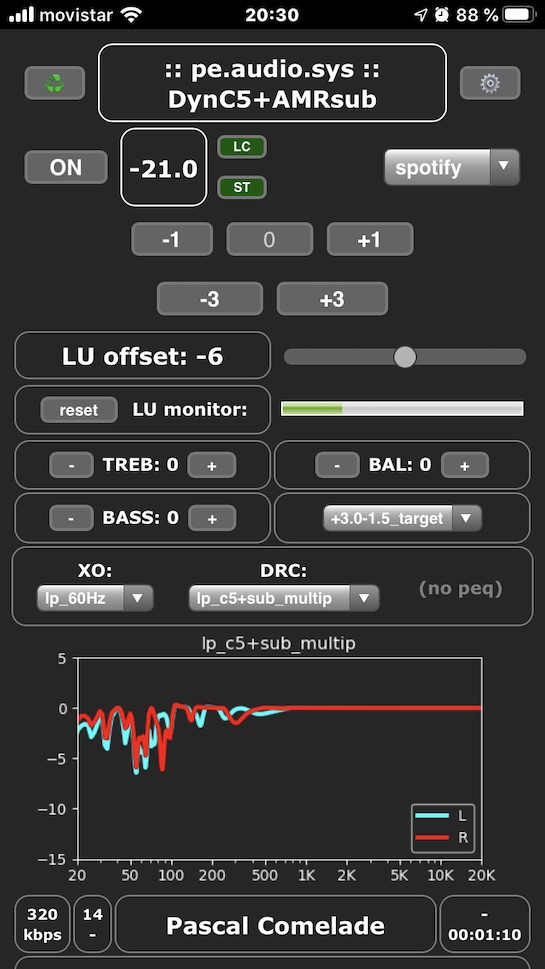 movistar 20:30 88 %
:: pe.audio.sys ::
DynC5+AMRsub
ON -21.0 LC spotify
ST
-1 0 +1
-3 +3
LU offset: -6
reset LU monitor:
- TREB: 0 + - BAL: 0 +
- BASS: 0 + +3.0-1.5_target
XO: DRC:
lp_60Hz lp_c5+sub_multip (no peq)
lp_c5+sub_multip
5
0
−5
−10
−15
L
R
20 50 100 200 500 1K 2K 5K 10K 20K
320 14 Pascal Comelade -
kbps - 00:01:10